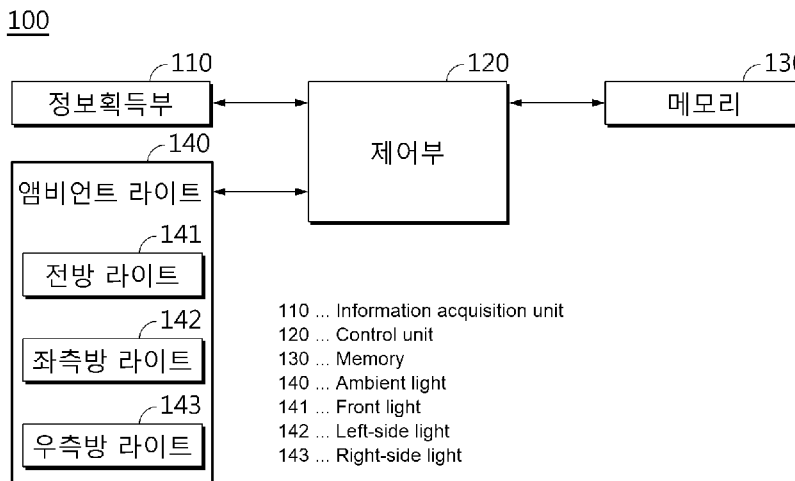 100
110
정보획득부
120
제어부
130
메모리
140
앰비언트 라이트
141
전방 라이트
142
좌측방 라이트
143
우측방 라이트
110 ... Information acquisition unit
120 ... Control unit
130 ... Memory
140 ... Ambient light
141 ... Front light
142 ... Left-side light
143 ... Right-side light